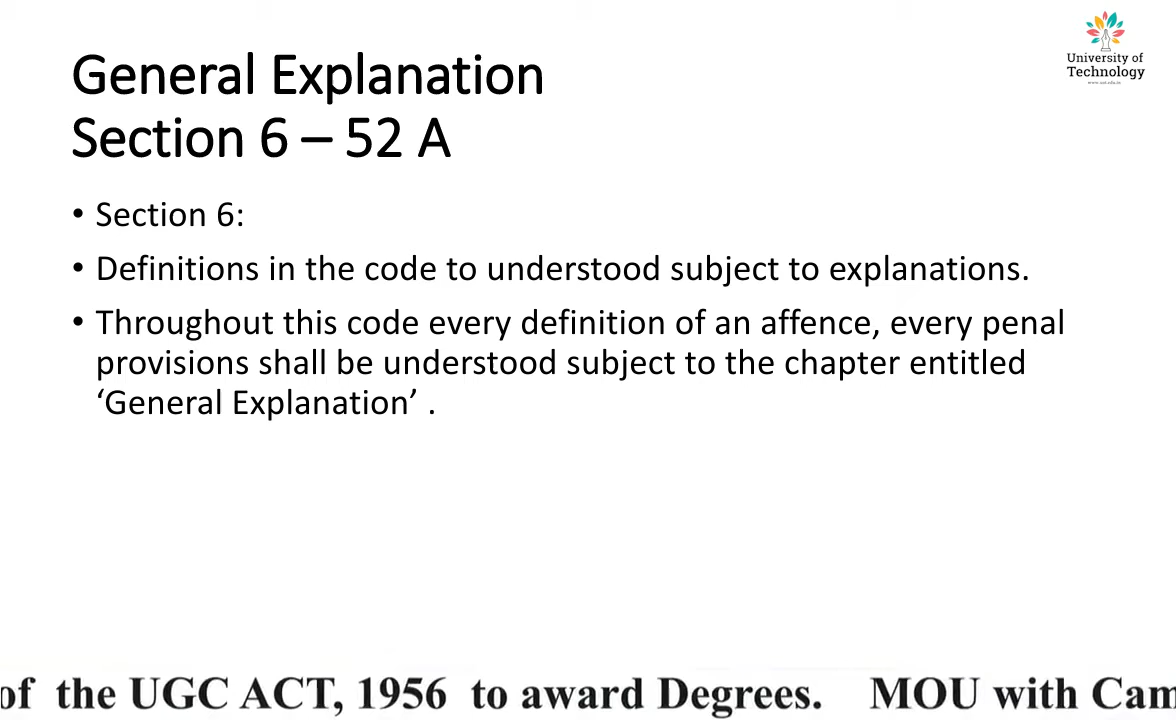 University of
Technology
General Explanation
Section 6 – 52 A
• Section 6:
• Definitions in the code to understood subject to explanations.
• Throughout this code every definition of an affence, every penal
provisions shall be understood subject to the chapter entitled
‘General Explanation’ .
of the UGC ACT, 1956 to award Degrees. MOU with Cam